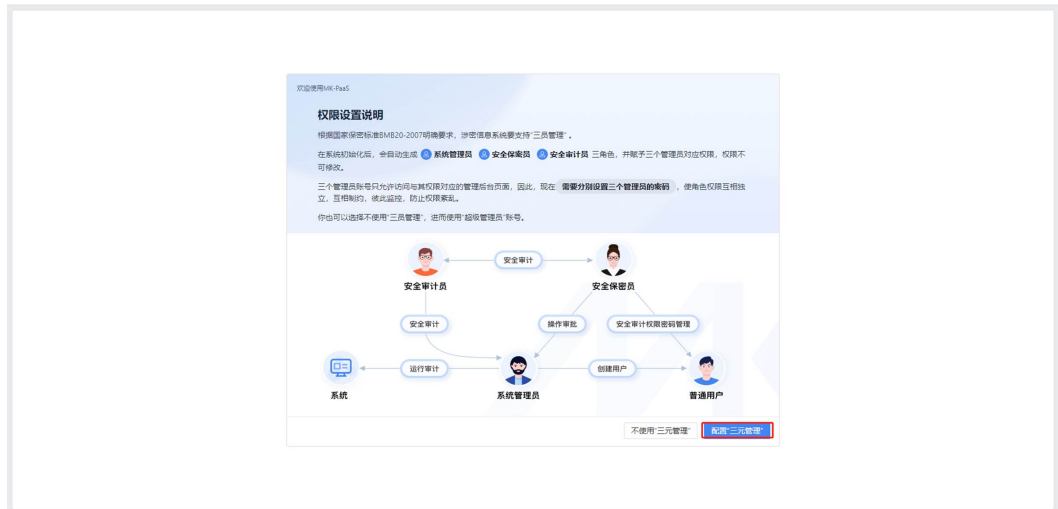 欢迎使用MK-PaaS
权限设置说明
根据国家保密标准BMB20-2007明确要求，涉密信息系统要支持“三员管理”。
在系统初始化后，会自动生成 系统管理员 安全保密员 安全审计员 三角色，并赋予三个管理员对应权限，权限不
可修改。
三个管理员账号只允许访问与其权限对应的管理后台页面，因此，现在 需要分别设置三个管理员的密码 ，使角色权限互相独
立，互相制约，彼此监控，防止权限紊乱。
你也可以选择不使用“三员管理”，进而使用“超级管理员”账号。
安全审计
安全审计员
安全保密员
安全审计
操作审批
安全审计权限密码管理
运行审计
创建用户
系统
系统管理员
普通用户
不使用“三元管理”
配置“三元管理”